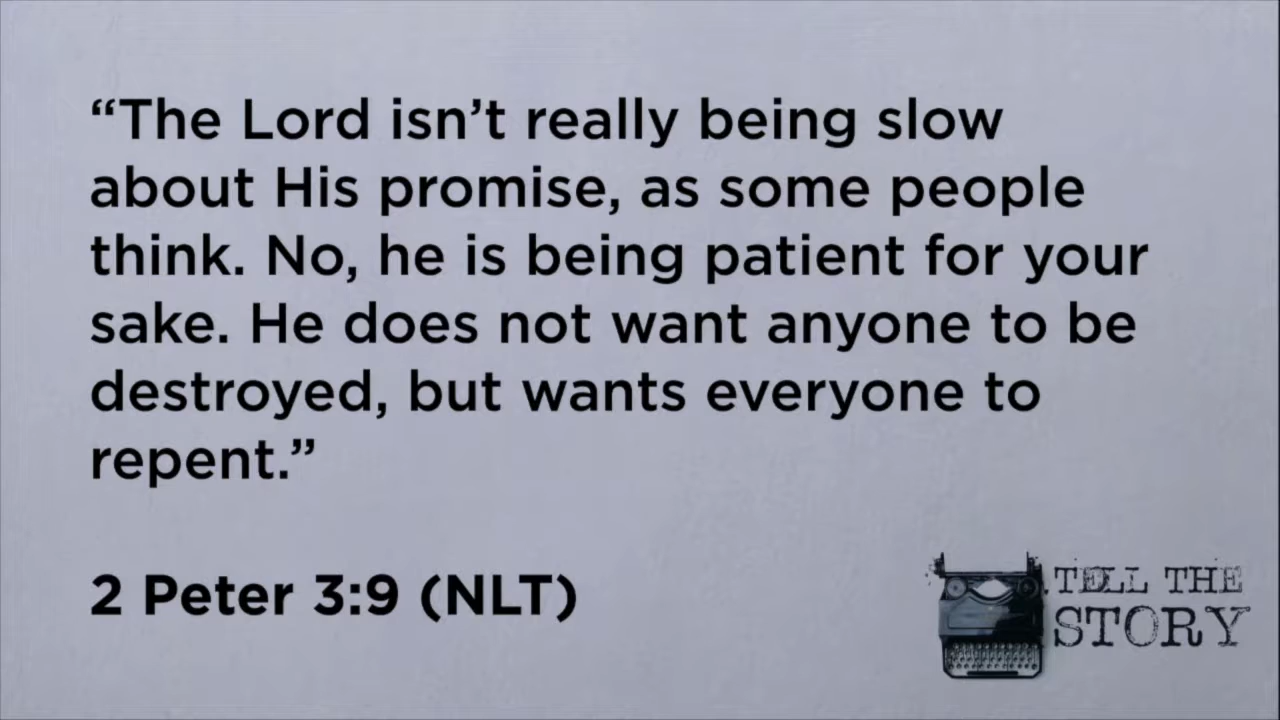 “The Lord isn’t really being slow
about His promise, as some people
think. No, he is being patient for your
sake. He does not want anyone to be
destroyed, but wants everyone to
repent.”
2 Peter 3:9 (NLT)
TELL THE
STORY